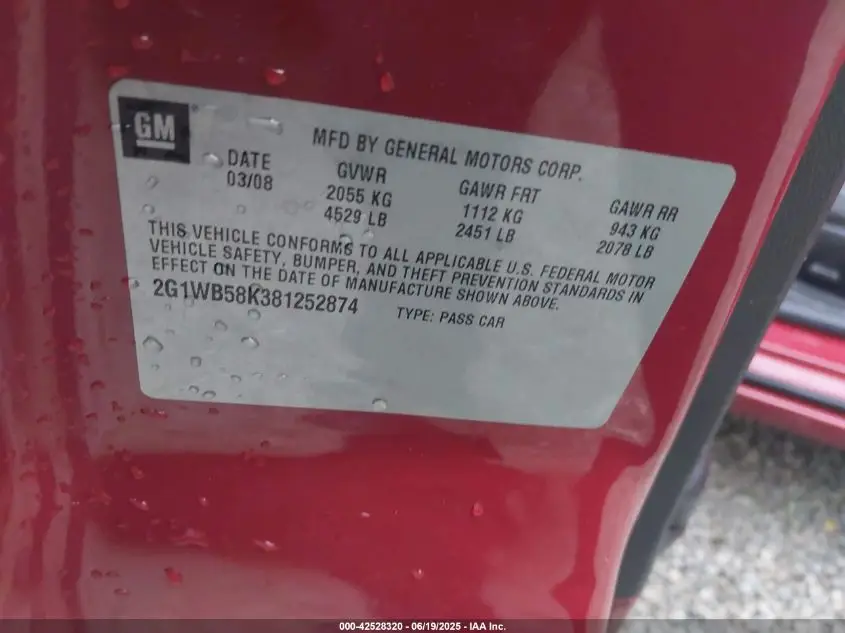 GM
MFD BY GENERAL MOTORS CORP.
DATE GVWR GAWR FRT GAWR RR
03/08 2055 KG 1112 KG 943 KG
4529 LB 2451 LB 2078 LB
THIS VEHICLE CONFORMS TO ALL APPLICABLE U.S. FEDERAL MOTOR
VEHICLE SAFETY, BUMPER, AND THEFT PREVENTION STANDARDS IN
EFFECT ON THE DATE OF MANUFACTURE SHOWN ABOVE.
2G1WB58K381252874 TYPE: PASS CAR
000-42528320 - 06/19/2025 - IAA Inc.